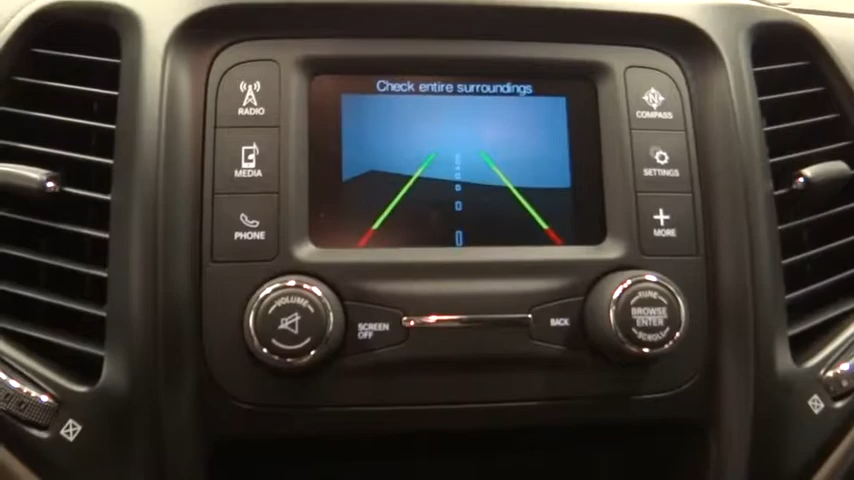 Check entire surroundings
RADIO
MEDIA
PHONE
N
COMPASS
SETTINGS
MORE
VOLUME
SCREEN
OFF
BACK
TUNE
BROWSE
ENTER
SCROLL